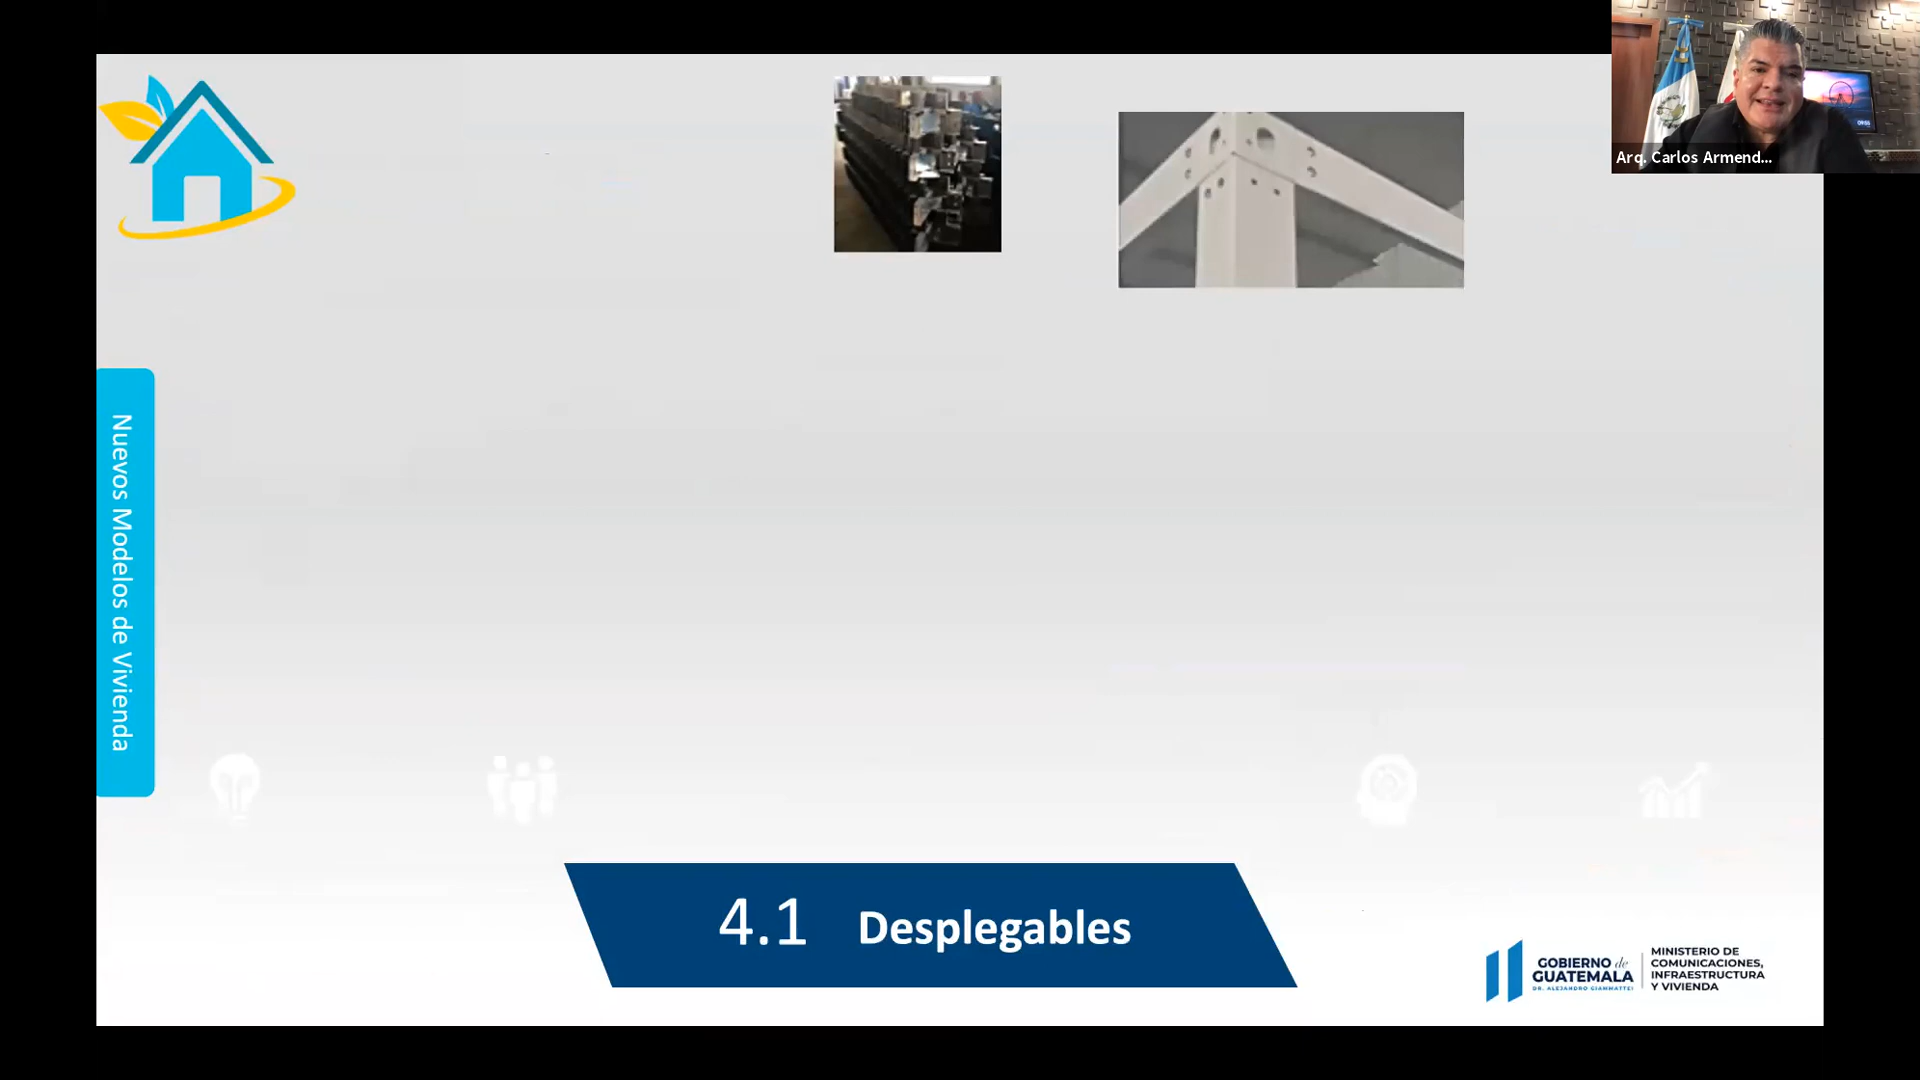 Arq. Carlos Armend...
Nuevos Modelos de Vivienda
4.1 Desplegables
GOBIERNO de
GUATEMALA
DR. ALEJANDRO GIAMMATTEI
MINISTERIO DE
COMUNICACIONES,
INFRAESTRUCTURA
Y VIVIENDA